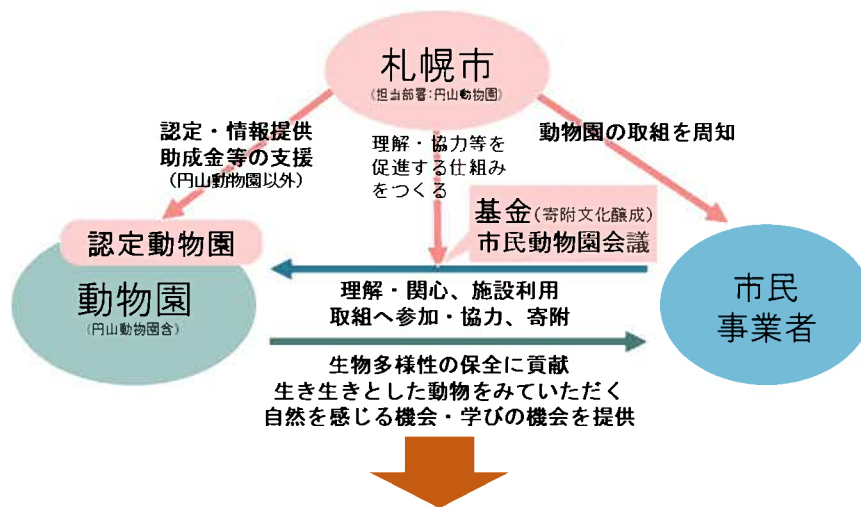 札幌市
(担当部署:円山動物園)
認定・情報提供
助成金等の支援
(円山動物園以外)
理解・協力等を
促進する仕組み
をつくる
動物園の取組を周知
基金(寄附文化醸成)
市民動物園会議
認定動物園
動物園
(円山動物園含)
市民
事業者
理解・関心、施設利用
取組へ参加・協力、寄附
生物多様性の保全に貢献
生き生きとした動物をみていただく
自然を感じる機会・学びの機会を提供